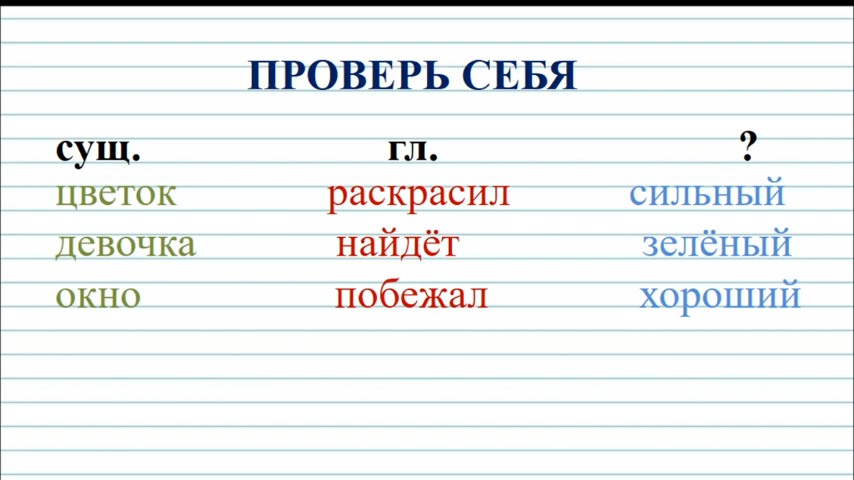 ПРОВЕРЬ СЕБЯ
сущ. гл. ?
цветок раскрасил сильный
девочка найдёт зелёный
окно побежал хороший